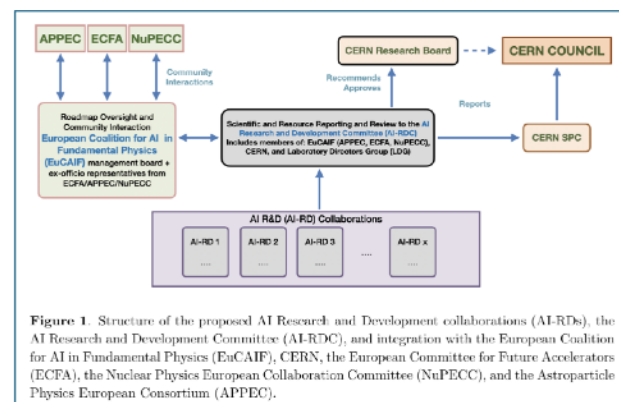 APPEC
ECFA
NuPECC
CERN Research Board
CERN COUNCIL
Community
Interactions
Recommends
Approves
Reports
Roadmap Oversight and
Community Interaction
European Coalition for AI in
Fundamental Physics
(EuCAIF) management board +
ex-officio representatives from
ECFA/APPEC/NuPECC
Scientific and Resource Reporting and Review to the AI
Research and Development Committee (AI-RDC)
Includes members of: EuCAIF (APPEC, ECFA, NuPECC),
CERN, and Laboratory Directors Group [LDG]
CERN SPC
AI R&D (AI-RD) Collaborations
AI-RD 1
AI-RD 2
AI-RD 3
....
AI-RD x
....
....
....
....
Figure 1. Structure of the proposed AI Research and Development collaborations (AI-RDs), the
AI Research and Development Committee (AI-RDC), and integration with the European Coalition
for AI in Fundamental Physics (EuCAIF), CERN, the European Committee for Future Accelerators
(ECFA), the Nuclear Physics European Collaboration Committee (NuPECC), and the Astroparticle
Physics European Consortium (APPEC).